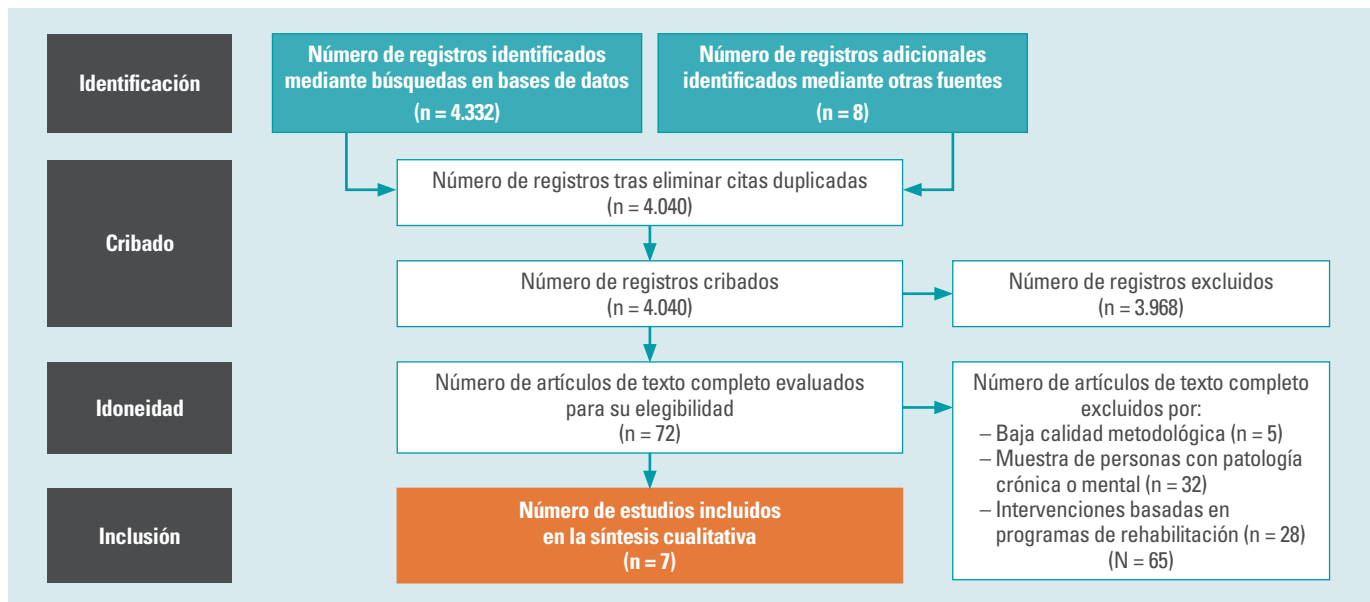 Identificación
Número de registros identificados
mediante búsquedas en bases de datos
(n = 4.332)
Número de registros adicionales
identificados mediante otras fuentes
(n = 8)
Cribado
Número de registros tras eliminar citas duplicadas
(n = 4.040)
Número de registros cribados
(n = 4.040)
Número de registros excluidos
(n = 3.968)
Idoneidad
Número de artículos de texto completo evaluados
para su elegibilidad
(n = 72)
Número de artículos de texto completo
excluidos por:
– Baja calidad metodológica (n = 5)
– Muestra de personas con patología
crónica o mental (n = 32)
– Intervenciones basadas en
programas de rehabilitación (n = 28)
(N = 65)
Inclusión
Número de estudios incluidos
en la síntesis cualitativa
(n = 7)